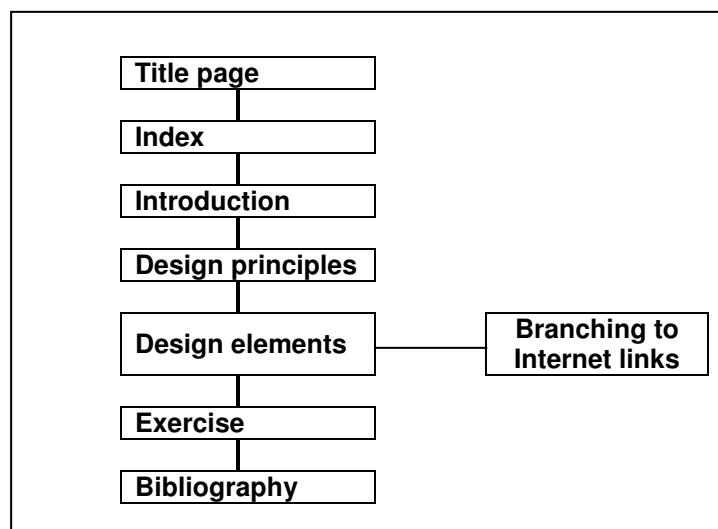 Title page
Index
Introduction
Design principles
Design elements
Branching to
Internet links
Exercise
Bibliography